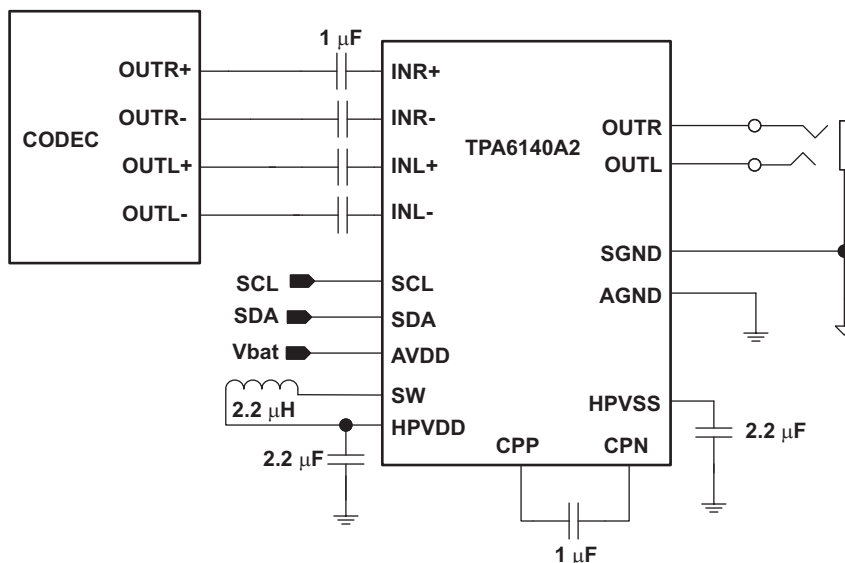 1 μF
OUTR+
INR+
OUTR-
INR-
OUTR
CODEC
TPA6140A2
OUTL+
INL+
OUTL
OUTL-
INL-
SGND
SCL
SCL
AGND
SDA
SDA
Vbat
AVDD
SW
2.2 μH
HPVSS
HPVDD
2.2 μF
2.2 μF
CPP
CPN
1 μF